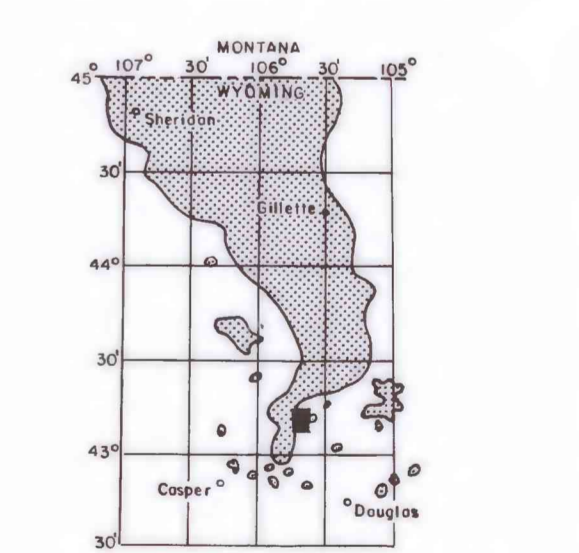 MONTANA
45° 107° 30' 106° 30' 105°
WYOMING
Sheridan
30'
Gillette
44°
30'
43°
Casper
Douglas
30'